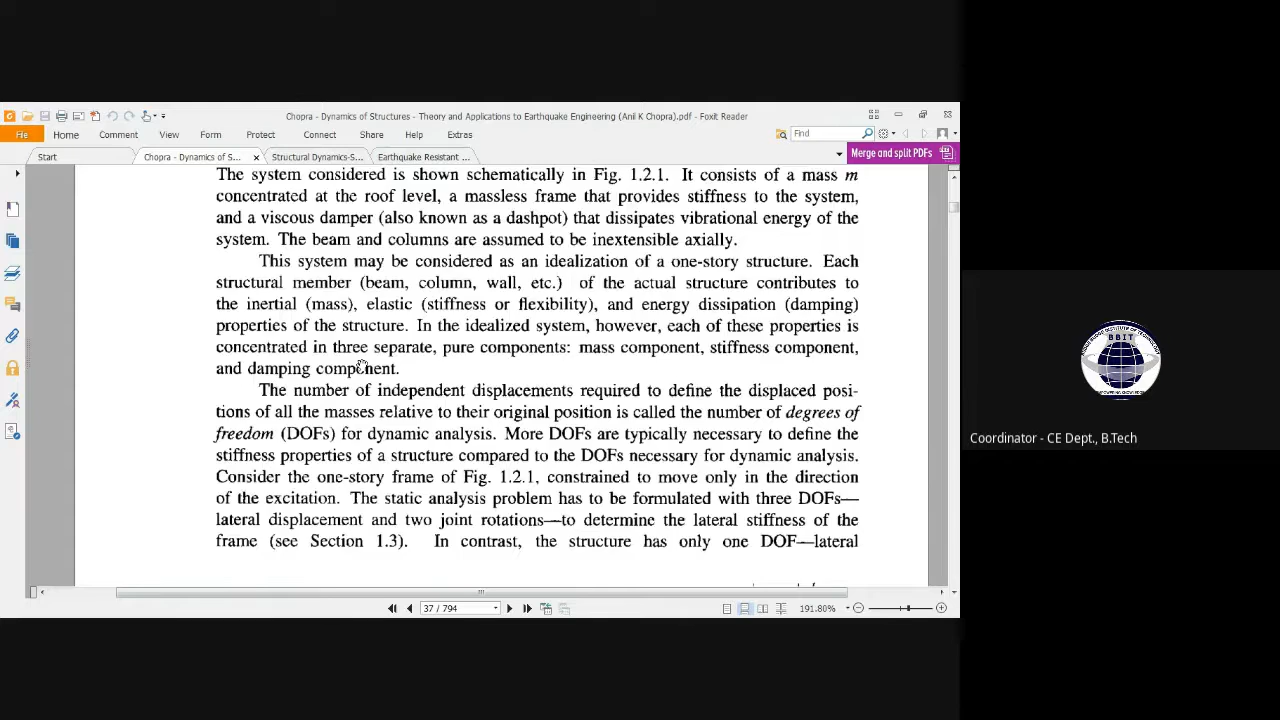 Chopra - Dynamics of Structures - Theory and Applications to Earthquake Engineering (Anil K Chopra).pdf - Foxit Reader
File Home Comment View Form Protect Connect Share Help Extras Find
Start Chopra - Dynamics of S... Structural Dynamics-S... Earthquake Resistant ... Merge and split PDFs
The system considered is shown schematically in Fig. 1.2.1. It consists of a mass m
concentrated at the roof level, a massless frame that provides stiffness to the system,
and a viscous damper (also known as a dashpot) that dissipates vibrational energy of the
system. The beam and columns are assumed to be inextensible axially.
This system may be considered as an idealization of a one-story structure. Each
structural member (beam, column, wall, etc.) of the actual structure contributes to
the inertial (mass), elastic (stiffness or flexibility), and energy dissipation (damping)
properties of the structure. In the idealized system, however, each of these properties is
concentrated in three separate, pure components: mass component, stiffness component,
and damping component.
The number of independent displacements required to define the displaced posi-
tions of all the masses relative to their original position is called the number of degrees of
freedom (DOFs) for dynamic analysis. More DOFs are typically necessary to define the
stiffness properties of a structure compared to the DOFs necessary for dynamic analysis.
Consider the one-story frame of Fig. 1.2.1, constrained to move only in the direction
of the excitation. The static analysis problem has to be formulated with three DOFs—
lateral displacement and two joint rotations—to determine the lateral stiffness of the
frame (see Section 1.3). In contrast, the structure has only one DOF—lateral
37 / 794 191.80%
BBIT
Coordinator - CE Dept., B.Tech